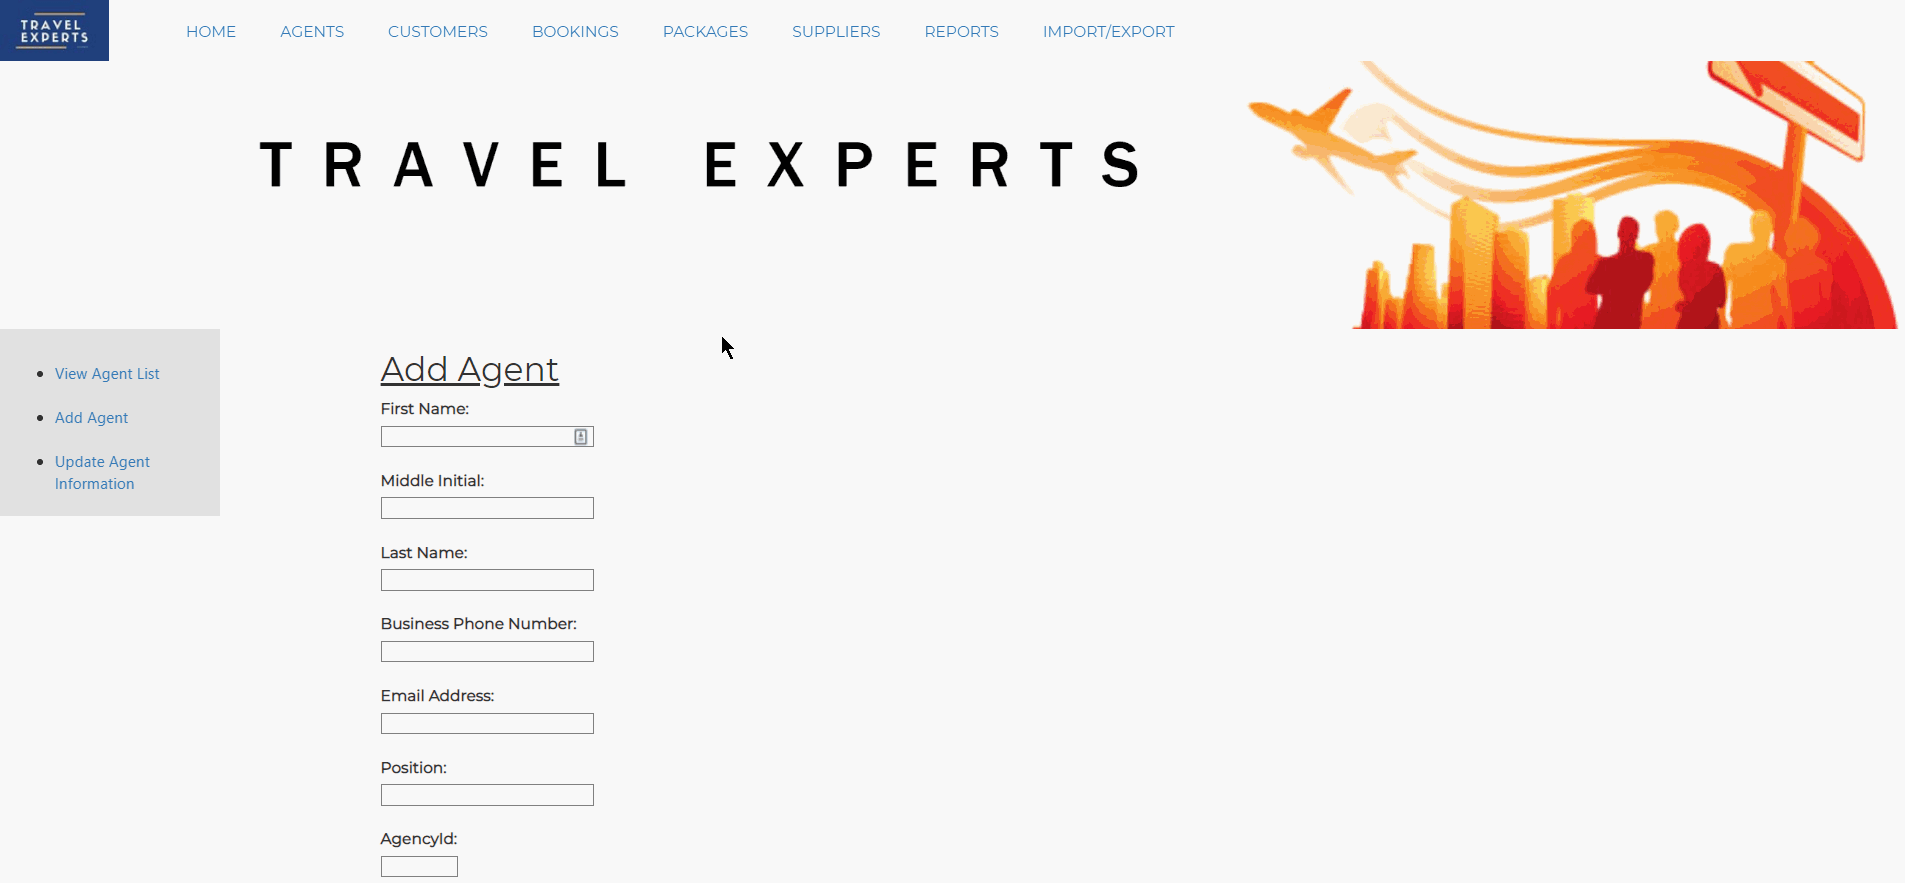 TRAVEL
EXPERTS
HOME AGENTS CUSTOMERS BOOKINGS PACKAGES SUPPLIERS REPORTS IMPORT/EXPORT
TRAVEL EXPERTS
View Agent List
Add Agent
Update Agent
Information
Add Agent
First Name:
Middle Initial:
Last Name:
Business Phone Number:
Email Address:
Position:
AgencyId: